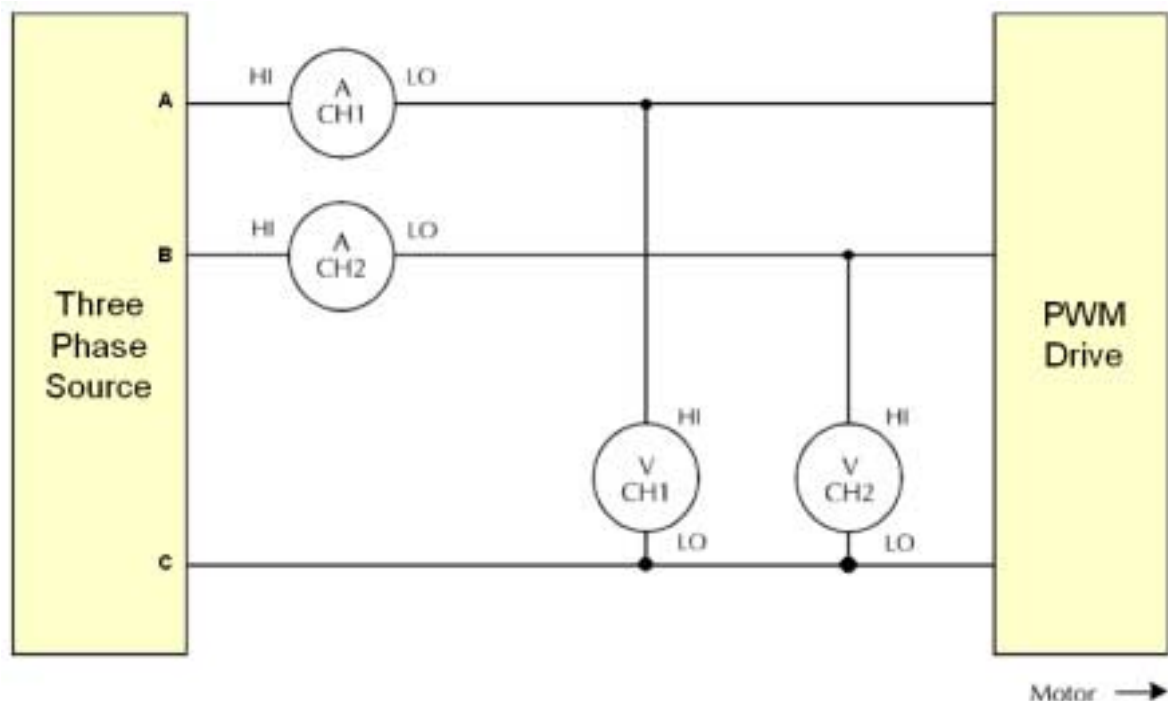 HI
A
CH1
LO
A
HI
A
CH2
LO
B
Three
Phase
Source
PWM
Drive
HI
V
CH1
LO
HI
V
CH2
LO
C
Motor